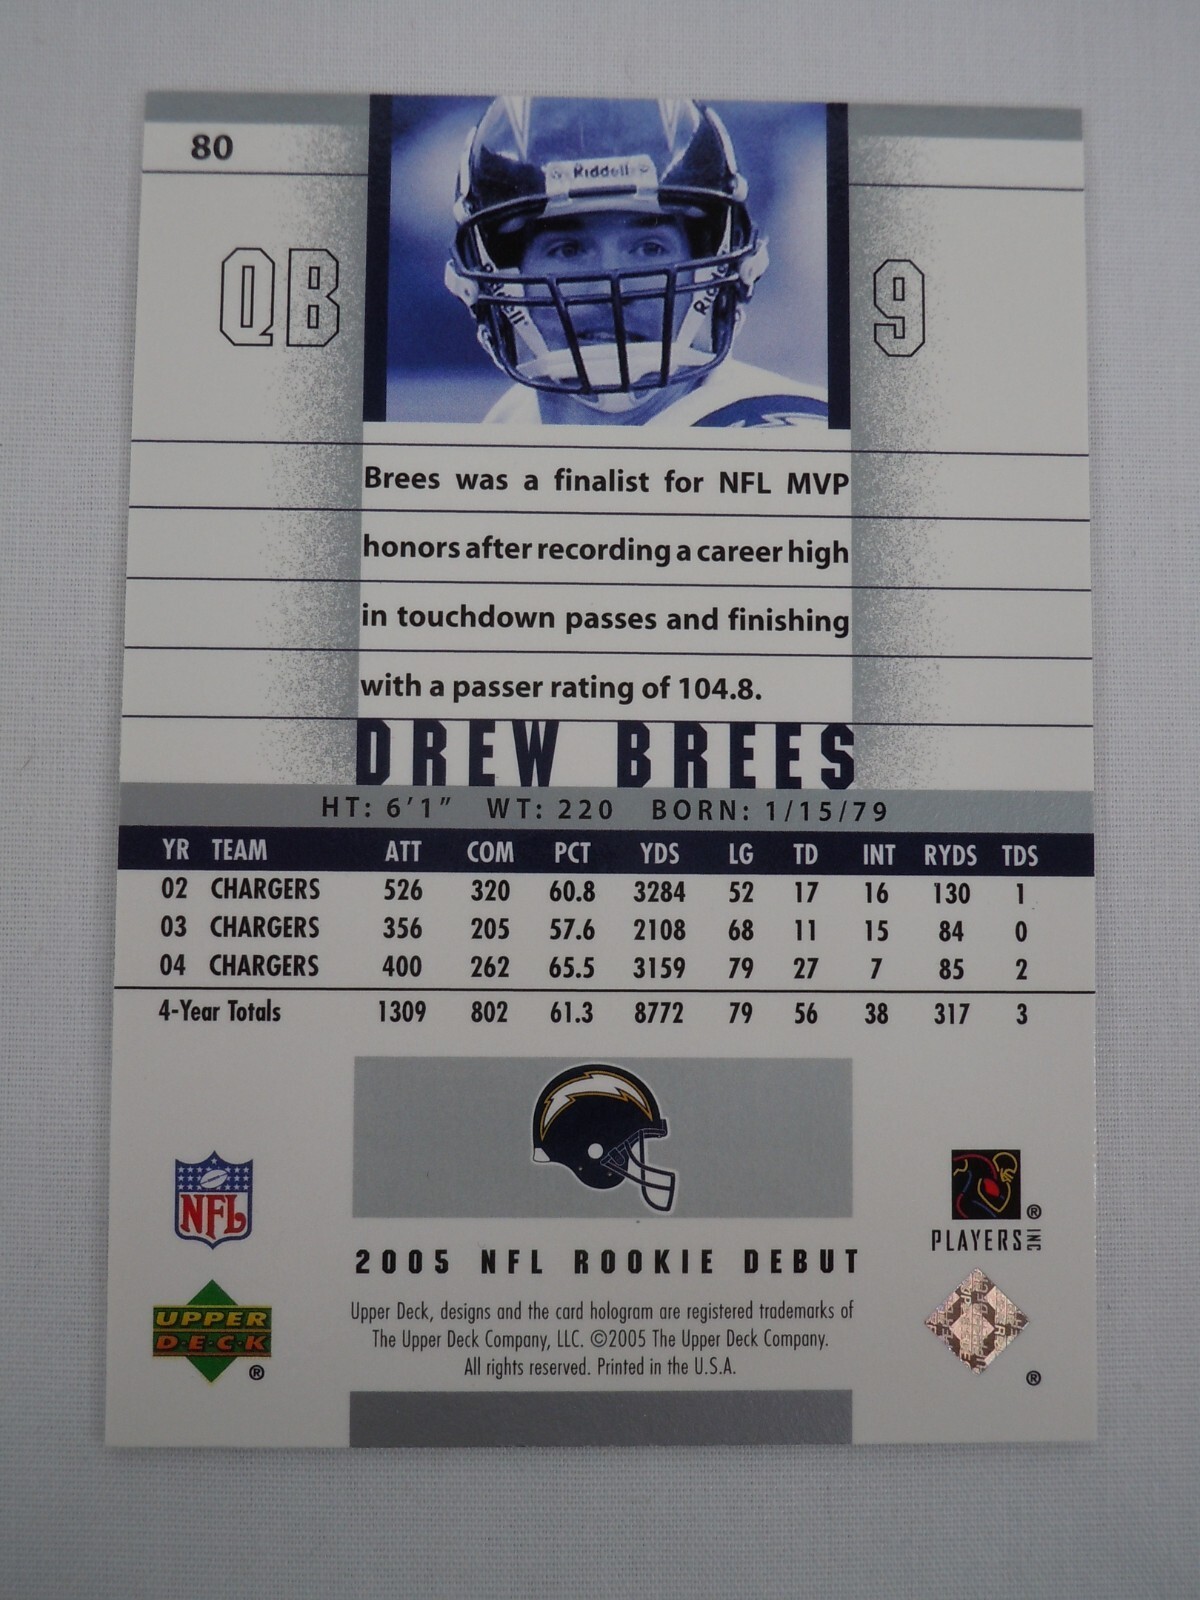 80
Riddell
Riddell
QB
9
Brees was a finalist for NFL MVP
honors after recording a career high
in touchdown passes and finishing
with a passer rating of 104.8.
DREW BREES
HT: 6'1" WT: 220 BORN: 1/15/79
YR TEAM ATT COM PCT YDS LG TD INT RYDS TDS
02 CHARGERS 526 320 60.8 3284 52 17 16 130 1
03 CHARGERS 356 205 57.6 2108 68 11 15 84 0
04 CHARGERS 400 262 65.5 3159 79 27 7 85 2
4-Year Totals 1309 802 61.3 8772 79 56 38 317 3
NFL
PLAYERS INC ®
2005 NFL ROOKIE DEBUT
UPPER
D·E·C·K
®
Upper Deck, designs and the card hologram are registered trademarks of
The Upper Deck Company, LLC. ©2005 The Upper Deck Company.
All rights reserved. Printed in the U.S.A.
®